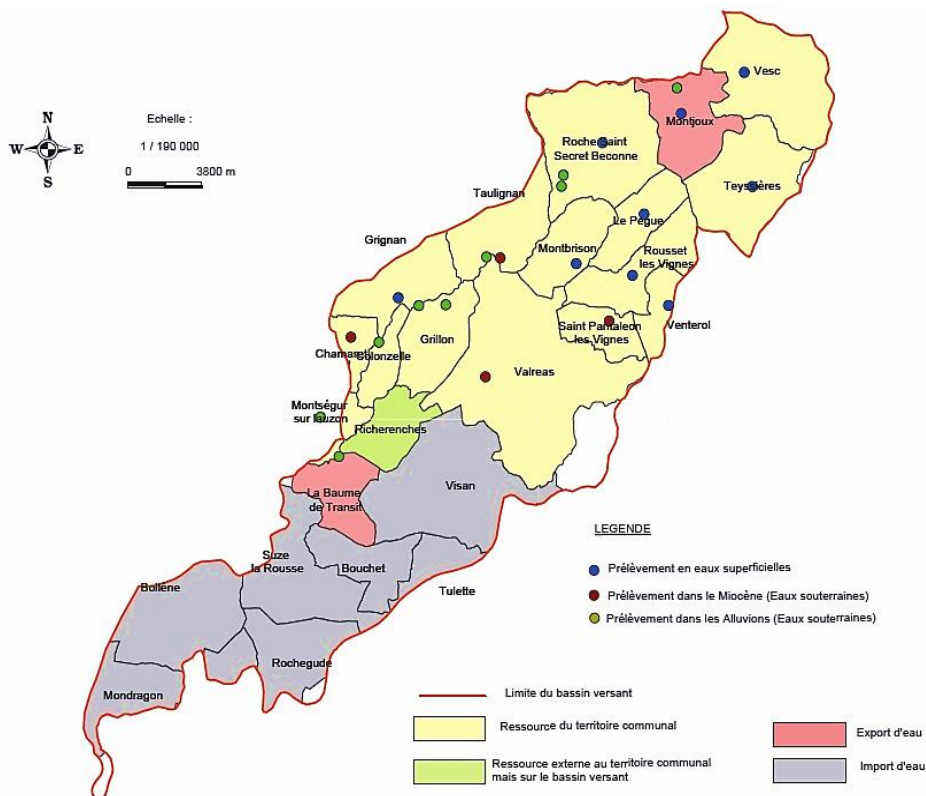 Vesc
N
W
E
S
Echelle :
1 / 190 000
0
3800 m
Montjoux
Roche Saint
Secret Beconne
Teyssières
Taulignan
Le Pègue
Grignan
Montbrison
Rousset
les Vignes
Venterol
Saint Pantaleon
les Vignes
Grillon
Chamaret
Colonzelle
Valreas
Montségur
sur lauzon
Richerenches
Visan
La Baume
de Transit
LEGENDE
Suze
la Rousse
Bouchet
Prélèvement en eaux superficielles
Bollène
Tulette
Prélèvement dans le Miocène (Eaux souterraines)
Prélèvement dans les Alluvions (Eaux souterraines)
Rochegude
Mondragon
Limite du bassin versant
Ressource du territoire communal
Export d'eau
Ressource externe au territoire communal
mais sur le bassin versant
Import d'eau